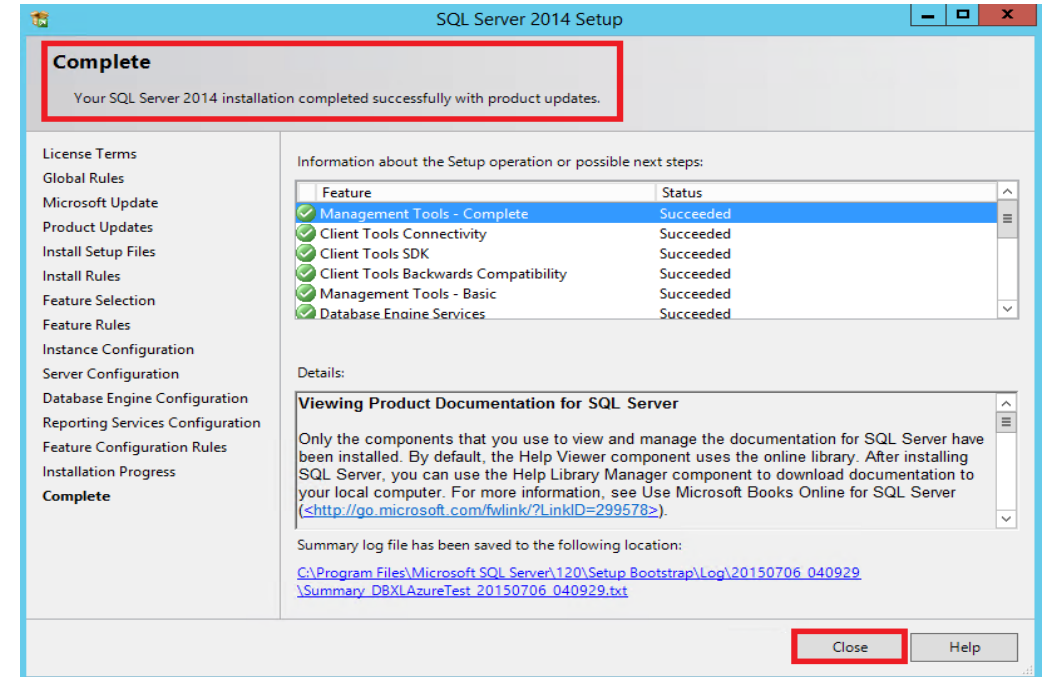 SQL Server 2014 Setup
Complete
Your SQL Server 2014 installation completed successfully with product updates.
License Terms
Global Rules
Microsoft Update
Product Updates
Install Setup Files
Install Rules
Feature Selection
Feature Rules
Instance Configuration
Server Configuration
Database Engine Configuration
Reporting Services Configuration
Feature Configuration Rules
Installation Progress
Complete
Information about the Setup operation or possible next steps:
Feature Status
Management Tools - Complete Succeeded
Client Tools Connectivity Succeeded
Client Tools SDK Succeeded
Client Tools Backwards Compatibility Succeeded
Management Tools - Basic Succeeded
Database Engine Services Succeeded
Details:
Viewing Product Documentation for SQL Server
Only the components that you use to view and manage the documentation for SQL Server have
been installed. By default, the Help Viewer component uses the online library. After installing
SQL Server, you can use the Help Library Manager component to download documentation to
your local computer. For more information, see Use Microsoft Books Online for SQL Server
(<http://go.microsoft.com/fwlink/?LinkID=299578>).
Summary log file has been saved to the following location:
C:\Program Files\Microsoft SQL Server\120\Setup Bootstrap\Log\20150706_040929
\Summary_DBXLAzureTest_20150706_040929.txt
Close Help